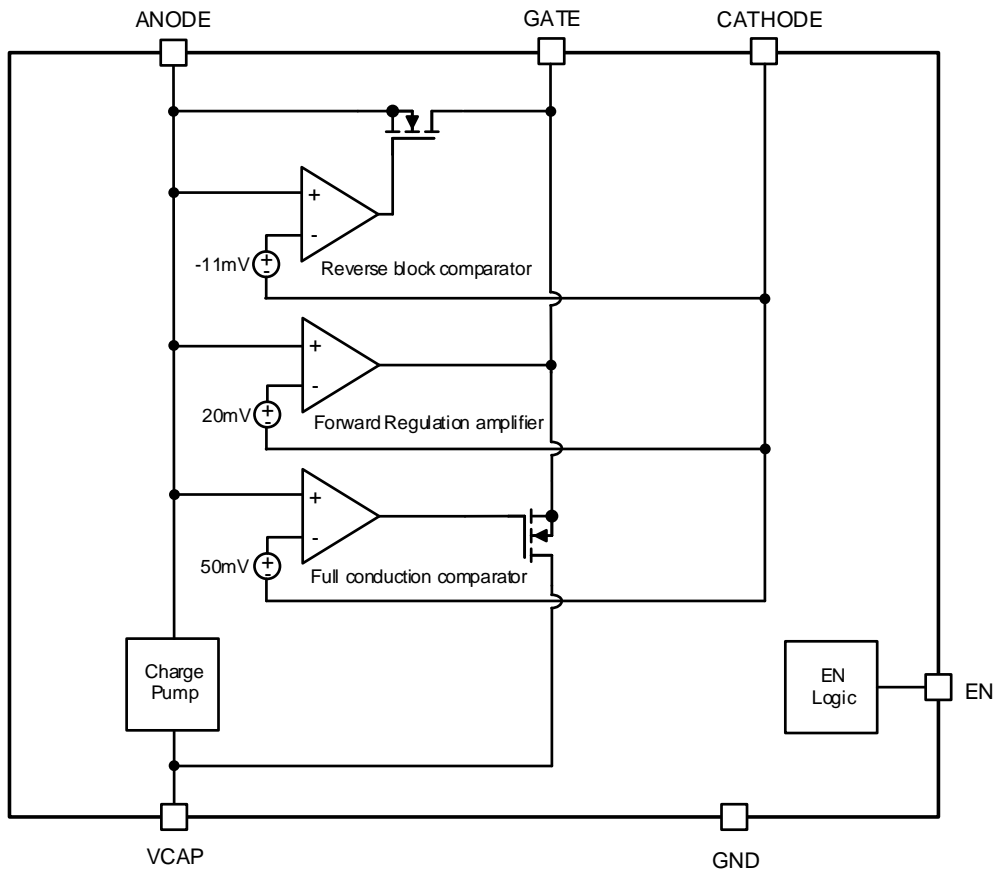 ANODE
GATE
CATHODE
+
-
-11mV
+
-
Reverse block comparator
+
-
20mV
+
-
Forward Regulation amplifier
+
-
50mV
+
-
Full conduction comparator
Charge
Pump
EN
Logic
EN
VCAP
GND